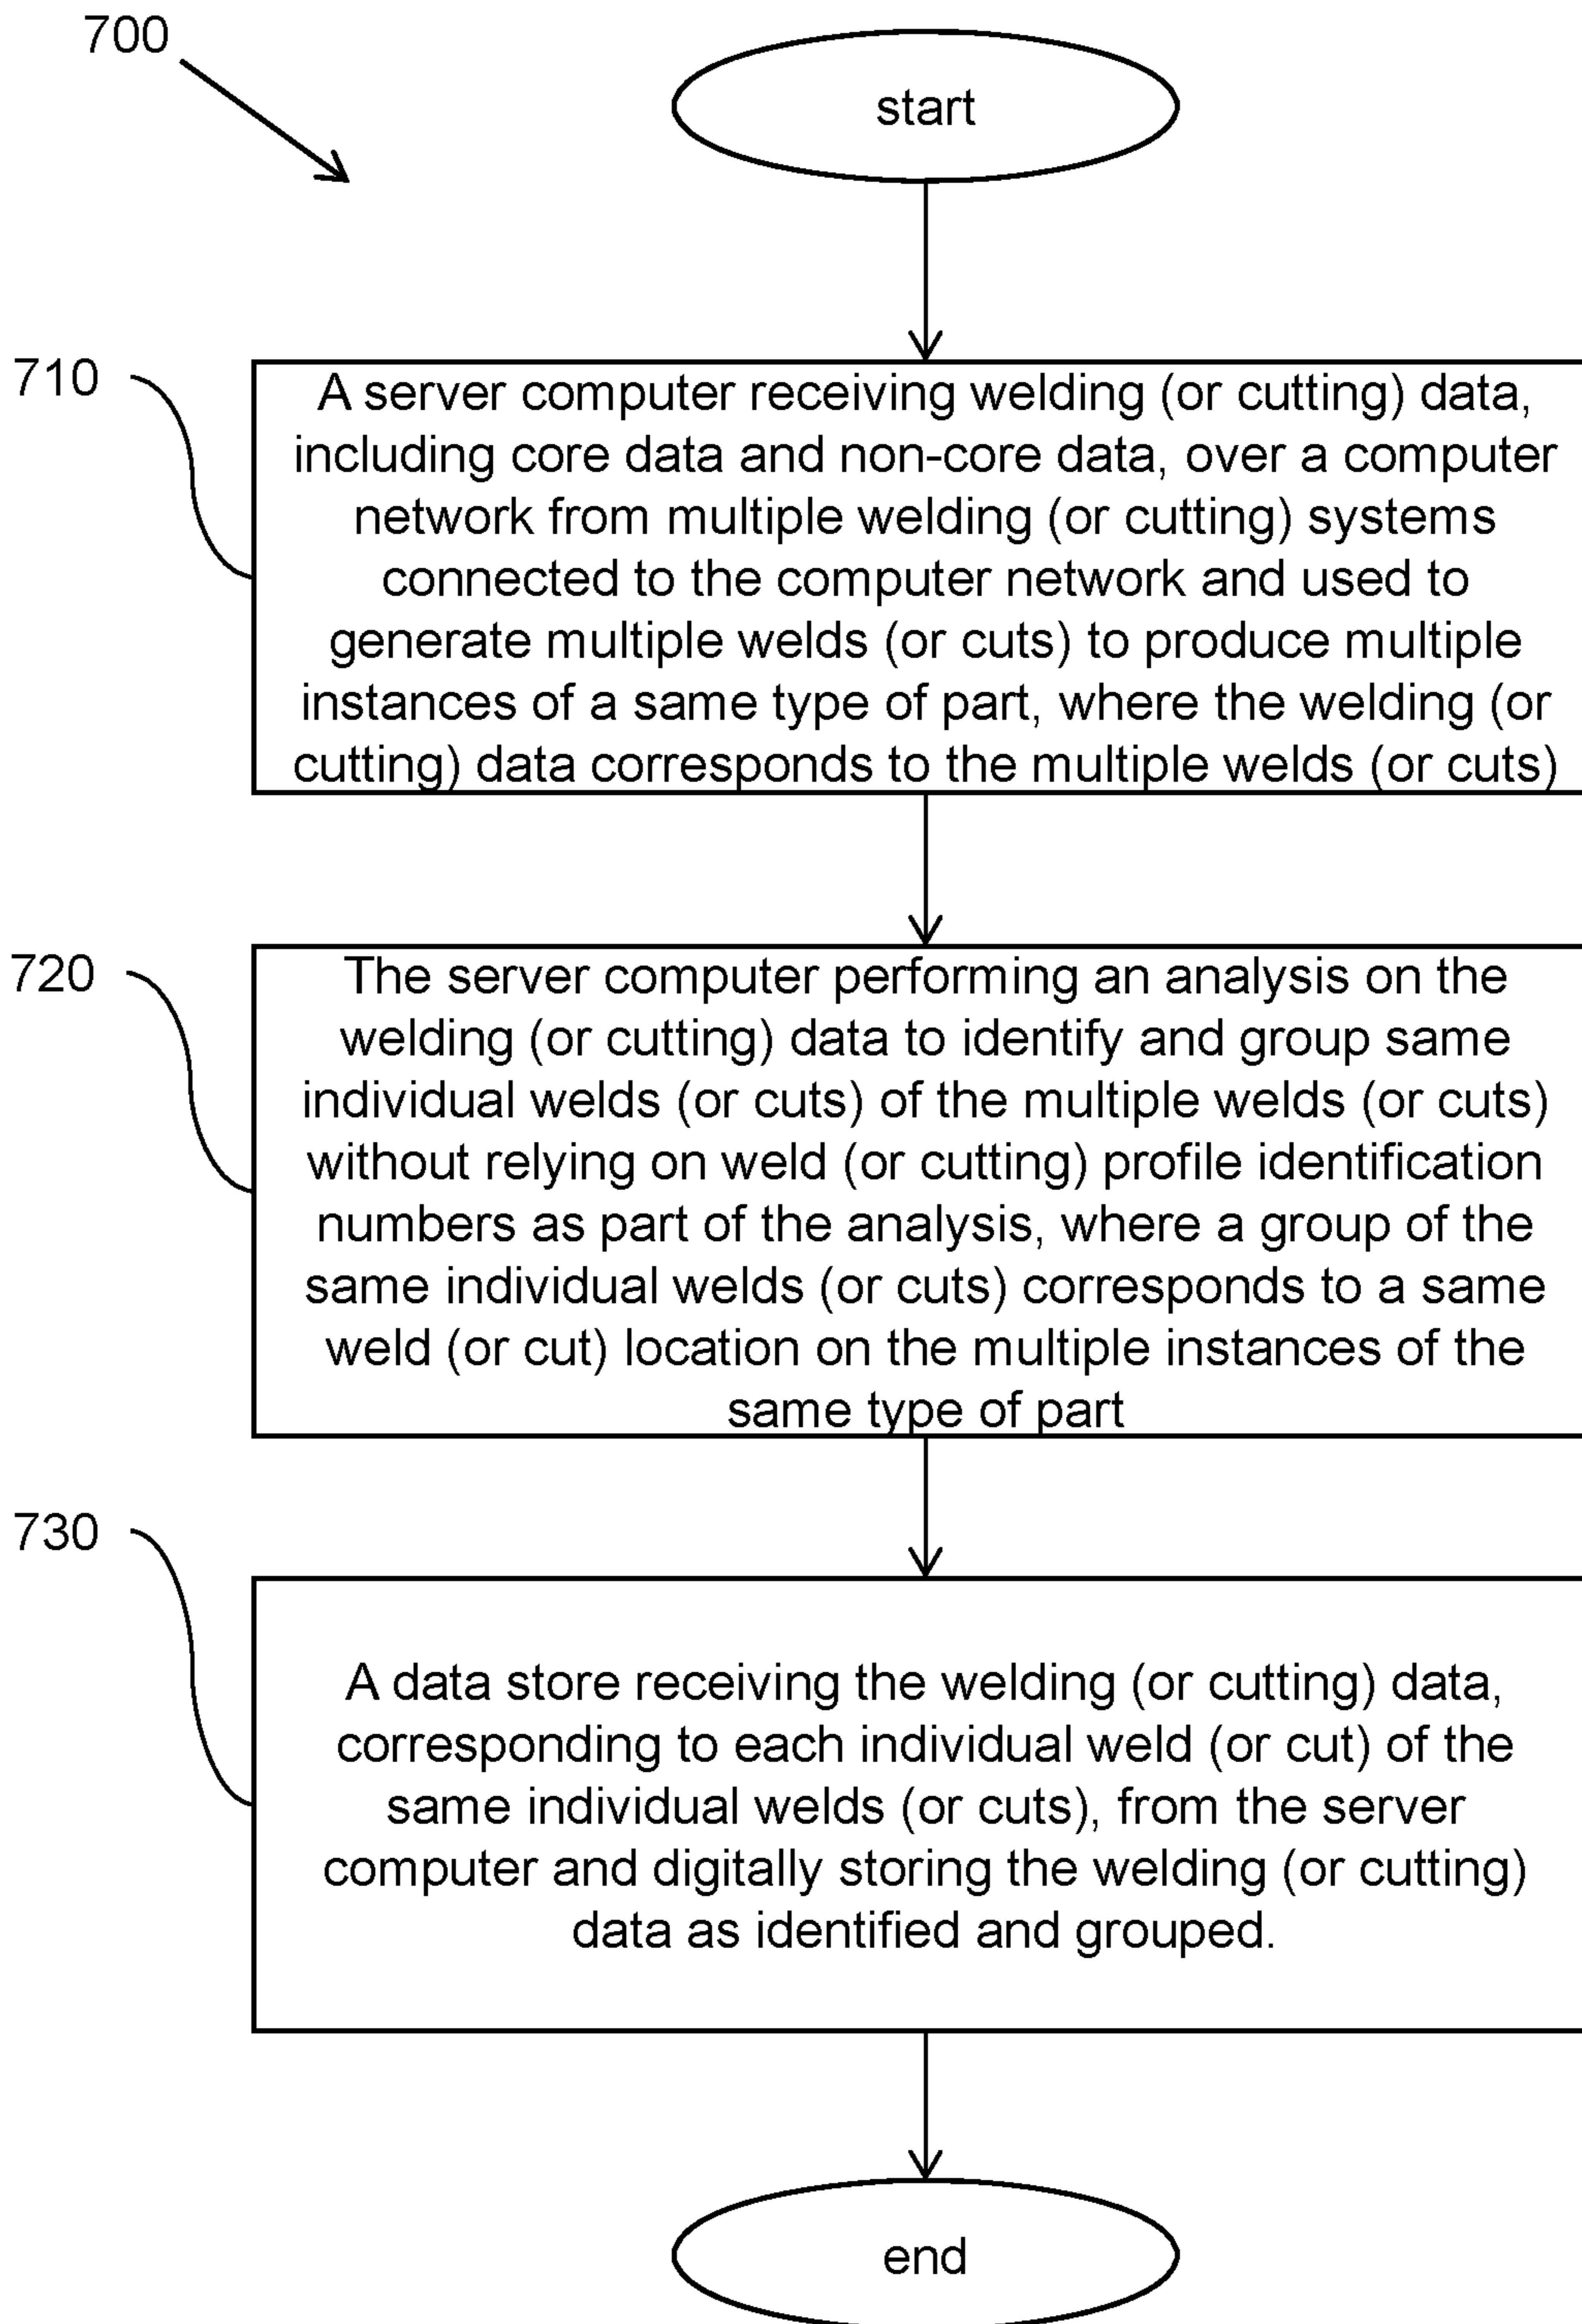 700
start
710
A server computer receiving welding (or cutting) data,
including core data and non-core data, over a computer
network from multiple welding (or cutting) systems
connected to the computer network and used to
generate multiple welds (or cuts) to produce multiple
instances of a same type of part, where the welding (or
cutting) data corresponds to the multiple welds (or cuts)
720
The server computer performing an analysis on the
welding (or cutting) data to identify and group same
individual welds (or cuts) of the multiple welds (or cuts)
without relying on weld (or cutting) profile identification
numbers as part of the analysis, where a group of the
same individual welds (or cuts) corresponds to a same
weld (or cut) location on the multiple instances of the
same type of part
730
A data store receiving the welding (or cutting) data,
corresponding to each individual weld (or cut) of the
same individual welds (or cuts), from the server
computer and digitally storing the welding (or cutting)
data as identified and grouped.
end